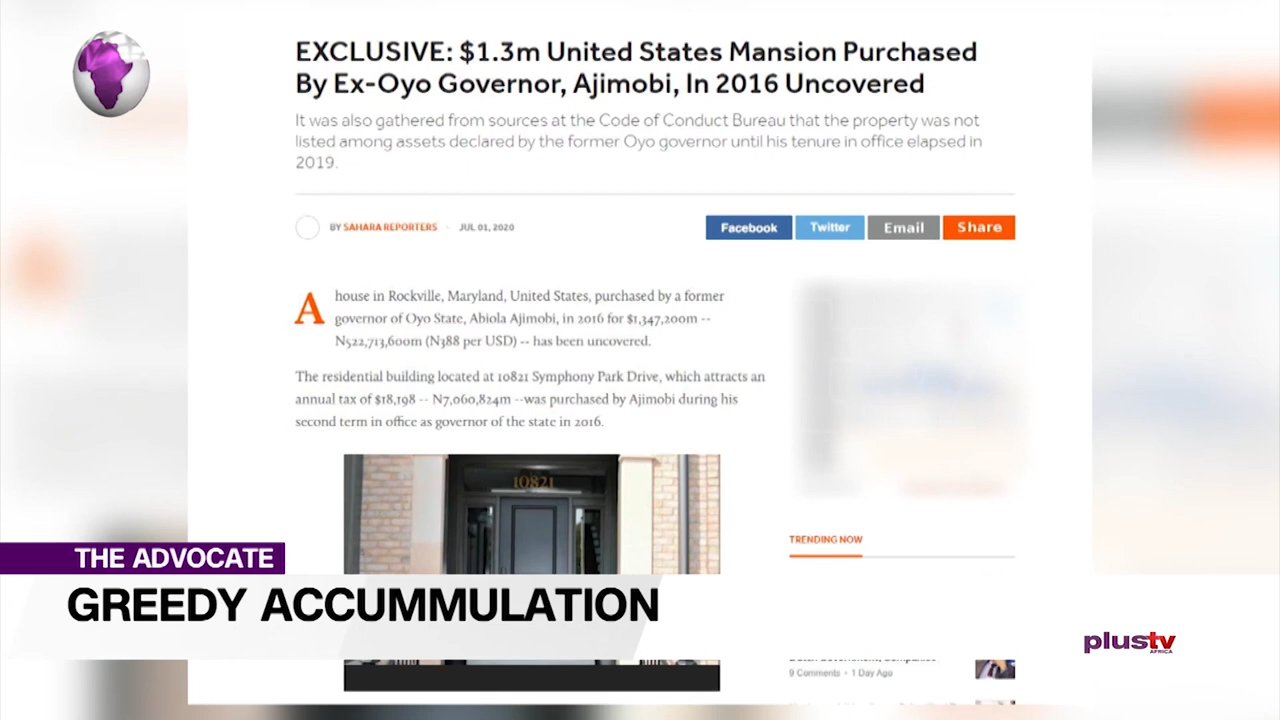 EXCLUSIVE: $1.3m United States Mansion Purchased
By Ex-Oyo Governor, Ajimobi, In 2016 Uncovered
It was also gathered from sources at the Code of Conduct Bureau that the property was not
listed among assets declared by the former Oyo governor until his tenure in office elapsed in
2019.
BY SAHARA REPORTERS JUL 01, 2020
Facebook Twitter Email Share
A house in Rockville, Maryland, United States, purchased by a former
governor of Oyo State, Abiola Ajimobi, in 2016 for $1,347,200m --
N522,713,600m (N388 per USD) -- has been uncovered.
The residential building located at 10821 Symphony Park Drive, which attracts an
annual tax of $18,198 -- N7,060,824m --was purchased by Ajimobi during his
second term in office as governor of the state in 2016.
10821
TRENDING NOW
9 Comments • 1 Day Ago
THE ADVOCATE
GREEDY ACCUMMULATION
plustv
AFRICA